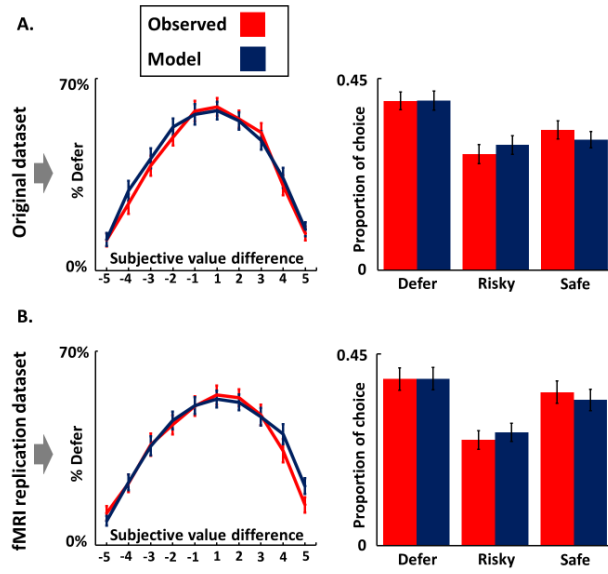 A.
Observed
Model
Original dataset
70%
% Defer
0%
Subjective value difference
-5 -4 -3 -2 -1 1 2 3 4 5
0.45
Proportion of choice
0
Defer Risky Safe
B.
fMRI replication dataset
70%
% Defer
0%
Subjective value difference
-5 -4 -3 -2 -1 1 2 3 4 5
0.45
Proportion of choice
0
Defer Risky Safe